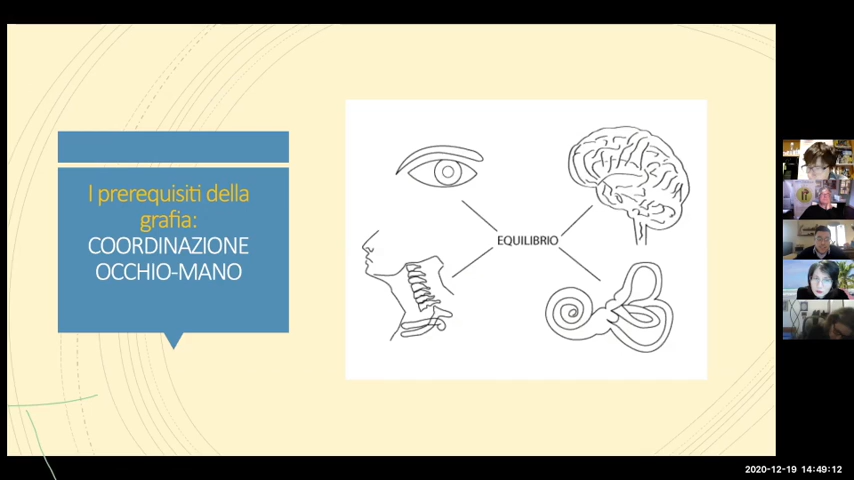 I prerequisiti della
grafia:
COORDINAZIONE
OCCHIO-MANO
EQUILIBRIO
2020-12-19 14:49:12